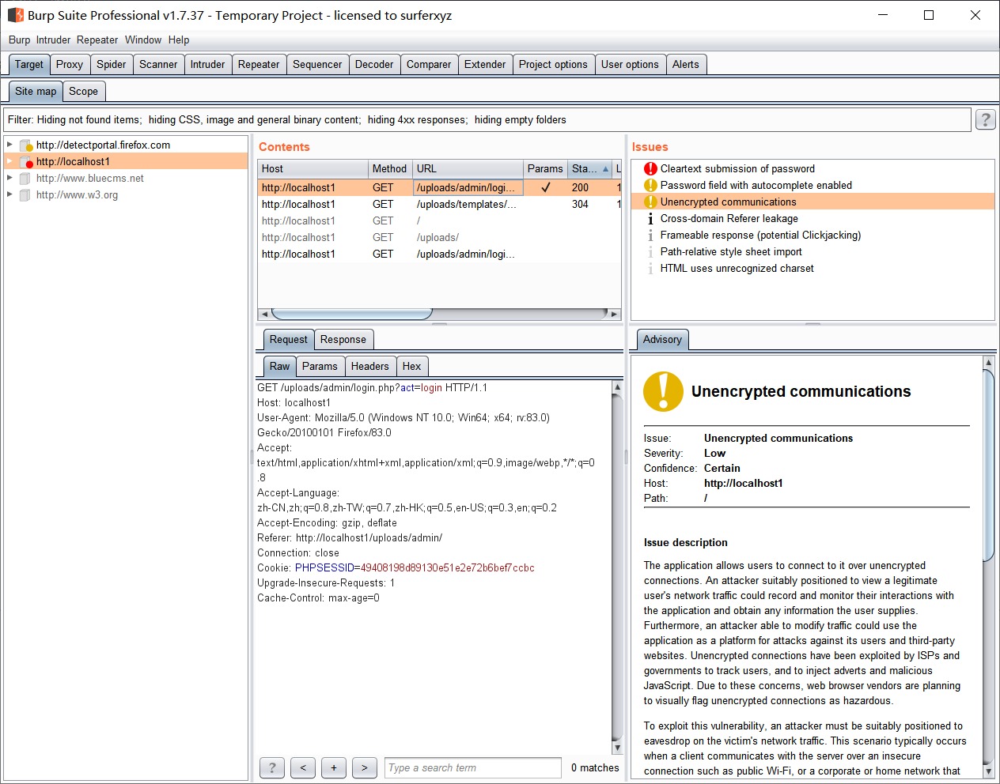 Burp Suite Professional v1.7.37 - Temporary Project - licensed to surferxyz
Burp Intruder Repeater Window Help
Target Proxy Spider Scanner Intruder Repeater Sequencer Decoder Comparer Extender Project options User options Alerts
Site map Scope
Filter: Hiding not found items; hiding CSS, image and general binary content; hiding 4xx responses; hiding empty folders
?
http://detectportal.firefox.com
http://localhost1
http://www.bluecms.net
http://www.w3.org
Contents
Host Method URL Params Sta... L
http://localhost1 GET /uploads/admin/logi... ✓ 200 1
http://localhost1 GET /uploads/templates/... 304 1
http://localhost1 GET /
http://localhost1 GET /uploads/
http://localhost1 GET /uploads/admin/logi...
Request Response
Raw Params Headers Hex
GET /uploads/admin/login.php?act=login HTTP/1.1
Host: localhost1
User-Agent: Mozilla/5.0 (Windows NT 10.0; Win64; x64; rv:83.0)
Gecko/20100101 Firefox/83.0
Accept:
text/html,application/xhtml+xml,application/xml;q=0.9,image/webp,*/*;q=0
.8
Accept-Language:
zh-CN,zh;q=0.8,zh-TW;q=0.7,zh-HK;q=0.5,en-US;q=0.3,en;q=0.2
Accept-Encoding: gzip, deflate
Referer: http://localhost1/uploads/admin/
Connection: close
Cookie: PHPSESSID=49408198d89130e51e2e72b6bef7ccbc
Upgrade-Insecure-Requests: 1
Cache-Control: max-age=0
? < + > Type a search term 0 matches
Issues
Cleartext submission of password
Password field with autocomplete enabled
Unencrypted communications
Cross-domain Referer leakage
Frameable response (potential Clickjacking)
Path-relative style sheet import
HTML uses unrecognized charset
Advisory
Unencrypted communications
Issue: Unencrypted communications
Severity: Low
Confidence: Certain
Host: http://localhost1
Path: /
Issue description
The application allows users to connect to it over unencrypted
connections. An attacker suitably positioned to view a legitimate
user's network traffic could record and monitor their interactions with
the application and obtain any information the user supplies.
Furthermore, an attacker able to modify traffic could use the
application as a platform for attacks against its users and third-party
websites. Unencrypted connections have been exploited by ISPs and
governments to track users, and to inject adverts and malicious
JavaScript. Due to these concerns, web browser vendors are planning
to visually flag unencrypted connections as hazardous.
To exploit this vulnerability, an attacker must be suitably positioned to
eavesdrop on the victim's network traffic. This scenario typically occurs
when a client communicates with the server over an insecure
connection such as public Wi-Fi, or a corporate or home network that